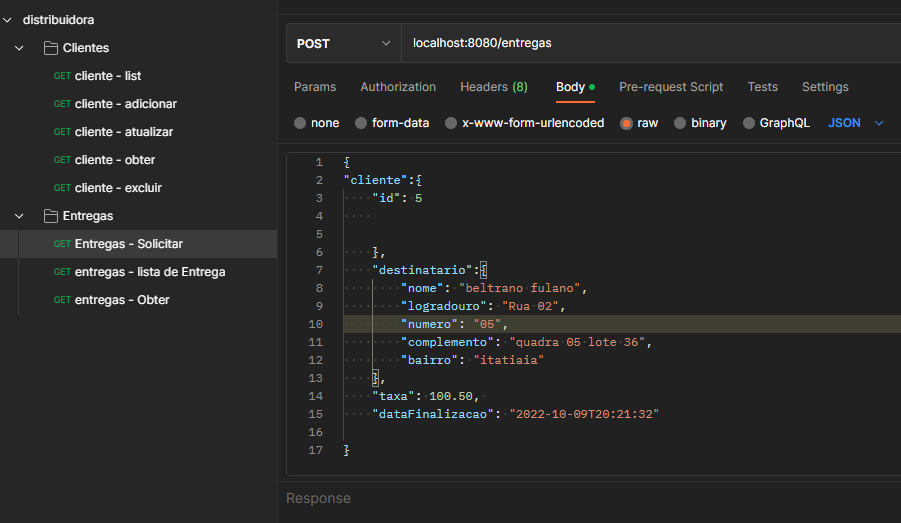 distribuidora
Clientes
GET cliente - list
GET cliente - adicionar
GET cliente - atualizar
GET cliente - obter
GET cliente - excluir
Entregas
GET Entregas - Solicitar
GET entregas - lista de Entrega
GET entregas - Obter
POST localhost:8080/entregas
Params Authorization Headers (8) Body Pre-request Script Tests Settings
none form-data x-www-form-urlencoded raw binary GraphQL JSON
1 {
2 "cliente":{
3 "id": 5
4
5
6 },
7 "destinatario":{
8 "nome": "beltrano fulano",
9 "logradouro": "Rua 02",
10 "numero": "05",
11 "complemento": "quadra 05 lote 36",
12 "bairro": "itatiaia"
13 },
14 "taxa": 100.50,
15 "dataFinalizacao": "2022-10-09T20:21:32"
16
17 }
Response